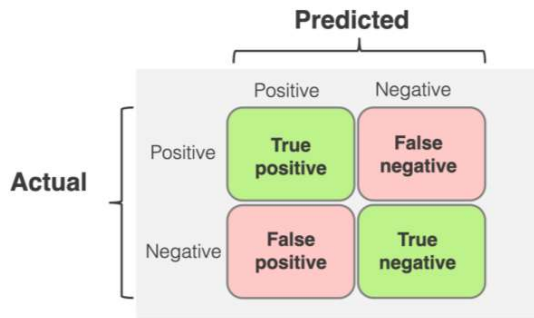 Predicted
Positive Negative
Actual
Positive
True
positive
False
negative
Negative
False
positive
True
negative